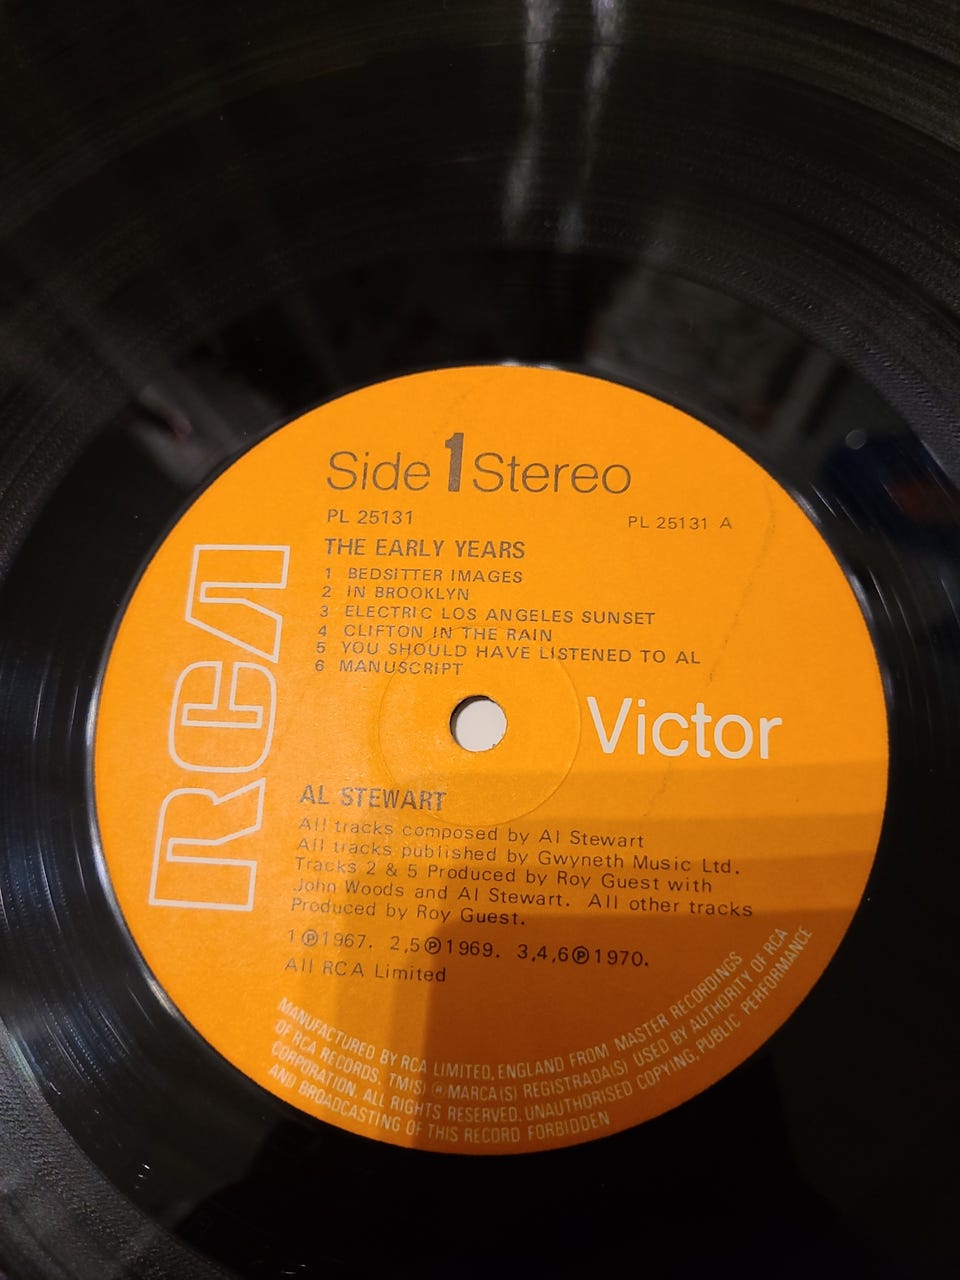 Side 1 Stereo
PL 25131
PL 25131 A
THE EARLY YEARS
1 BEDSITTER IMAGES
2 IN BROOKLYN
3 ELECTRIC LOS ANGELES SUNSET
4 CLIFTON IN THE RAIN
5 YOU SHOULD HAVE LISTENED TO AL
6 MANUSCRIPT
RCA
Victor
AL STEWART
All tracks composed by Al Stewart
All tracks published by Gwyneth Music Ltd.
Tracks 2 & 5 Produced by Roy Guest with
John Woods and Al Stewart. All other tracks
Produced by Roy Guest.
1 ℗ 1967. 2,5 ℗ 1969. 3,4,6 ℗ 1970.
All RCA Limited
MANUFACTURED BY RCA LIMITED, ENGLAND FROM MASTER RECORDINGS
OF RCA RECORDS. TM(S) ® MARCA(S) REGISTRADA(S) USED BY AUTHORITY OF RCA
CORPORATION. ALL RIGHTS RESERVED. UNAUTHORISED COPYING, PUBLIC PERFORMANCE
AND BROADCASTING OF THIS RECORD FORBIDDEN